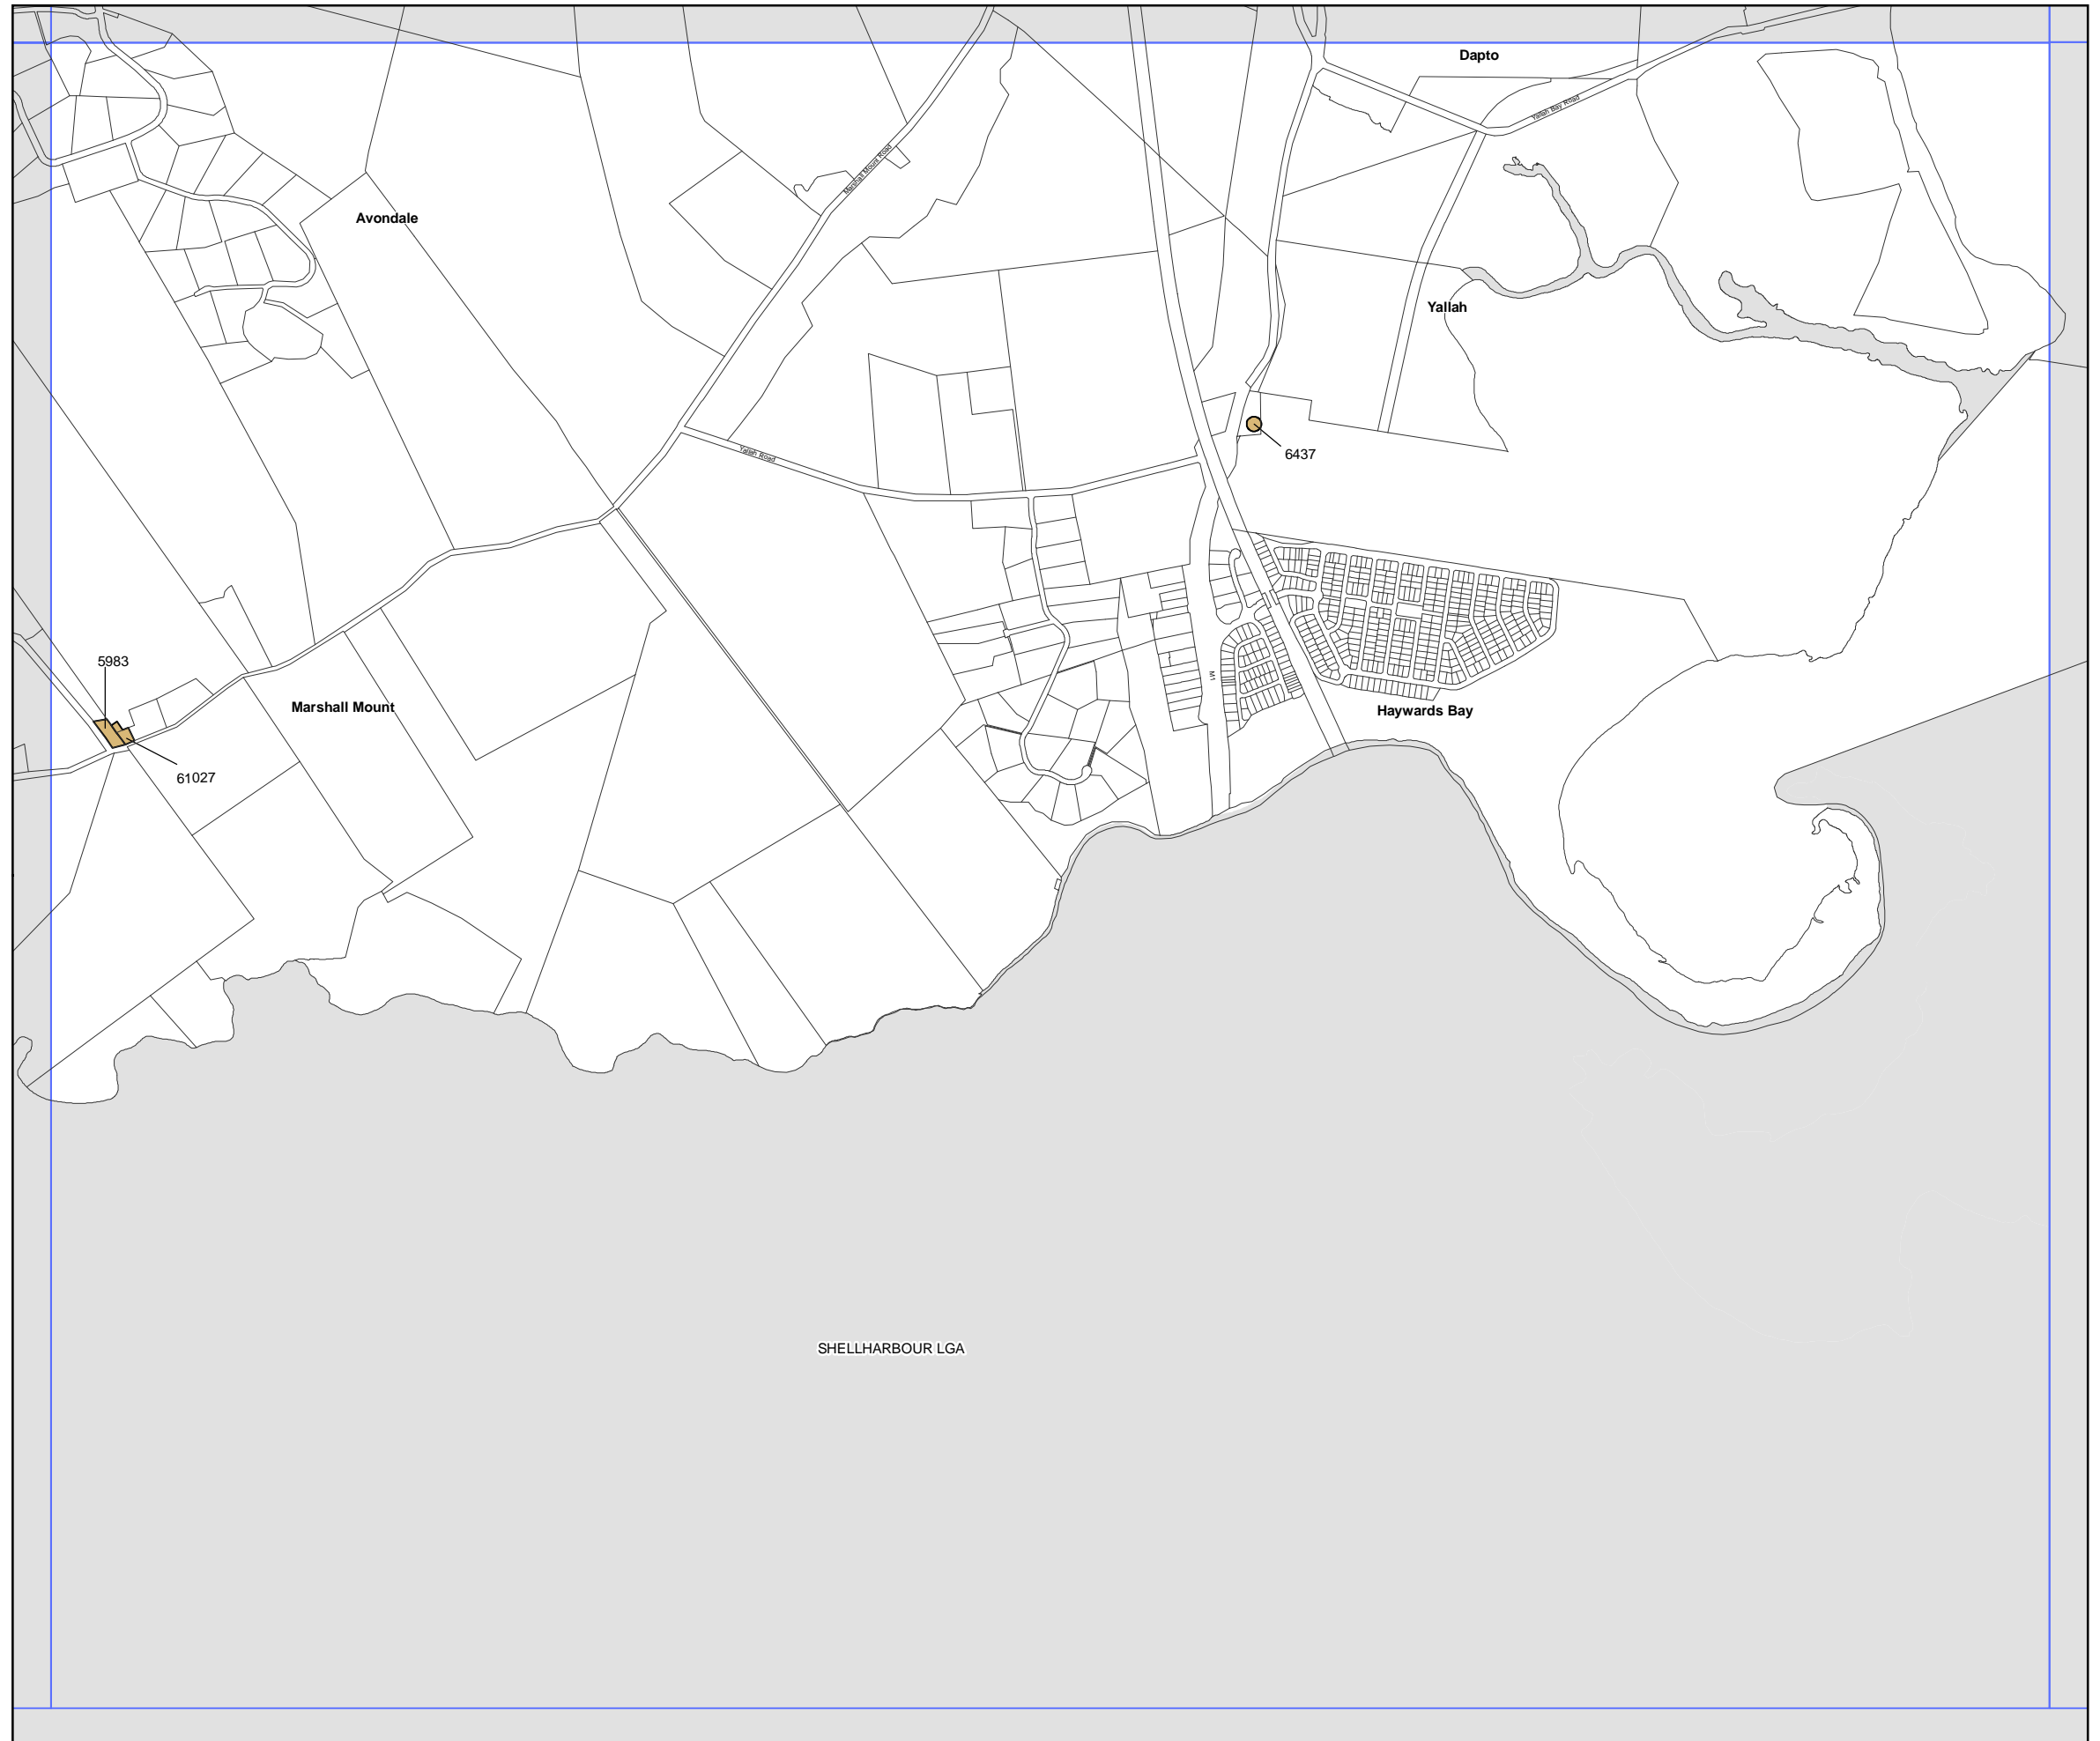 Dapto
Yallah Bay Road
Marshall Mount Road
Avondale
Yallah
Yallah Road
6437
5983
M1
Marshall Mount
Haywards Bay
61027
SHELLHARBOUR LGA